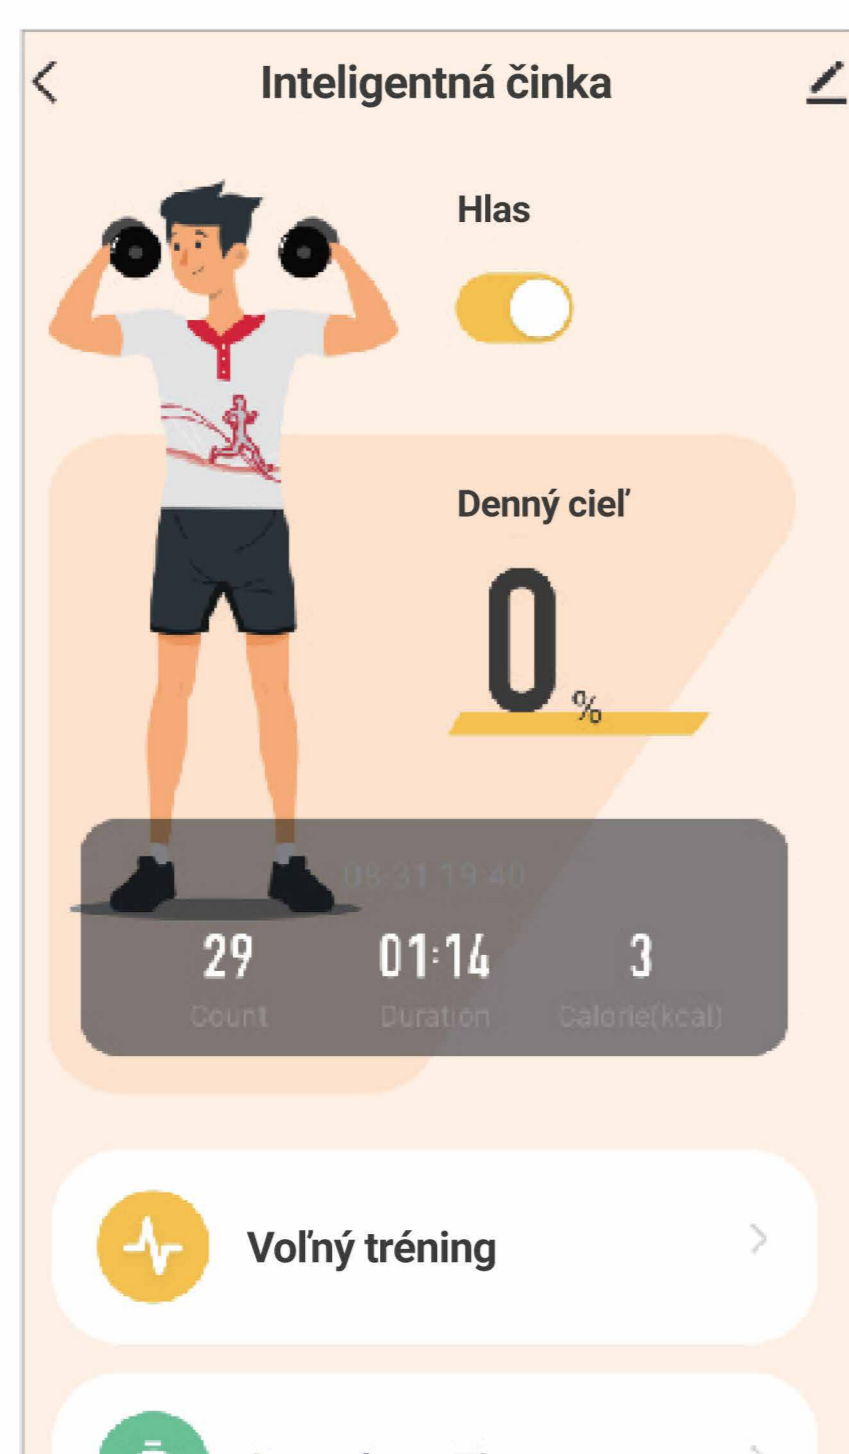 Inteligentná činka
Hlas
Denný cieľ
0 %
08-31 19:40
29 01:14 3
Count Duration Calorie(kcal)
Voľný tréning